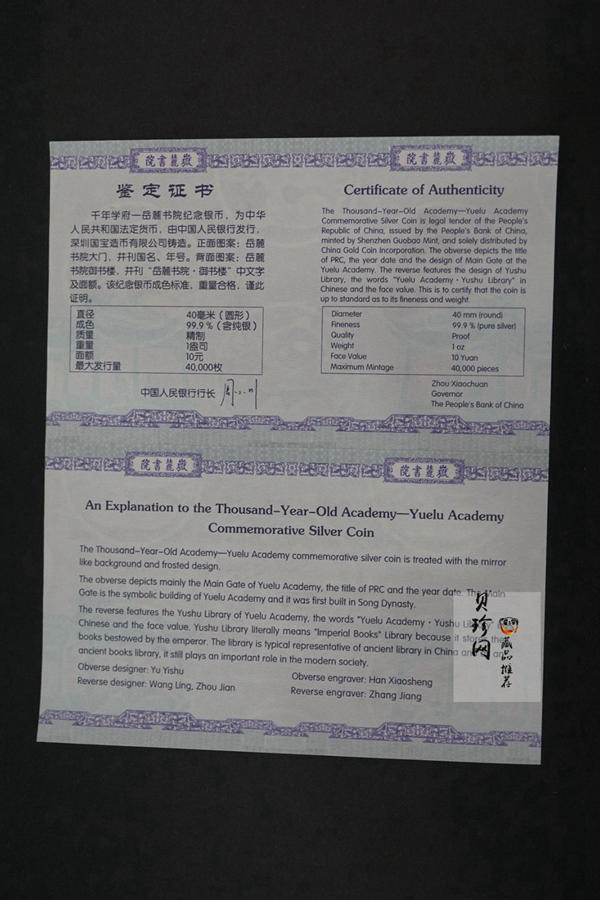 院書麓嶽
院書麓嶽
鉴定证书
千年学府—岳麓书院纪念银币，为中华
人民共和国法定货币，由中国人民银行发行，
深圳国宝造币有限公司铸造。正面图案：岳麓
书院大门，并刊国名、年号。背面图案：岳麓
书院御书楼，并刊“岳麓书院·御书楼”中文字
及面额。该纪念银币成色标准，重量合格，谨此
证明。
直径 40毫米（圆形）
成色 99.9％（含纯银）
质量 精制
重量 1盎司
面额 10元
最大发行量 40,000枚
中国人民银行行长
Certificate of Authenticity
The Thousand-Year-Old Academy—Yuelu Academy
Commemorative Silver Coin is legal tender of the People's
Republic of China, issued by the People's Bank of China,
minted by Shenzhen Guobao Mint, and solely distributed by
China Gold Coin Incorporation. The obverse depicts the title
of PRC, the year date and the design of Main Gate at the
Yuelu Academy. The reverse features the design of Yushu
Library, the words "Yuelu Academy·Yushu Library" in
Chinese and the face value. This is to certify that the coin is
up to standard as to its fineness and weight.
Diameter 40 mm (round)
Fineness 99.9 % (pure silver)
Quality Proof
Weight 1 oz
Face Value 10 Yuan
Maximum Mintage 40,000 pieces
Zhou Xiaochuan
Governor
The People's Bank of China
院書麓嶽
院書麓嶽
An Explanation to the Thousand-Year-Old Academy—Yuelu Academy
Commemorative Silver Coin
The Thousand-Year-Old Academy—Yuelu Academy commemorative silver coin is treated with the mirror
like background and frosted design.
The obverse depicts mainly the Main Gate of Yuelu Academy, the title of PRC and the year date. The Main
Gate is the symbolic building of Yuelu Academy and it was first built in Song Dynasty.
The reverse features the Yushu Library of Yuelu Academy, the words "Yuelu Academy·Yushu in
Chinese and the face value. Yushu Library literally means "Imperial Books" Library because it the
books bestowed by the emperor. The library is typical representative of ancient library in China
ancient books library, it still plays an important role in the modern society.
Obverse designer: Yu Yishu Obverse engraver: Han Xiaosheng
Reverse designer: Wang Ling, Zhou Jian Reverse engraver: Zhang Jiang
贝珍网
藏品推荐